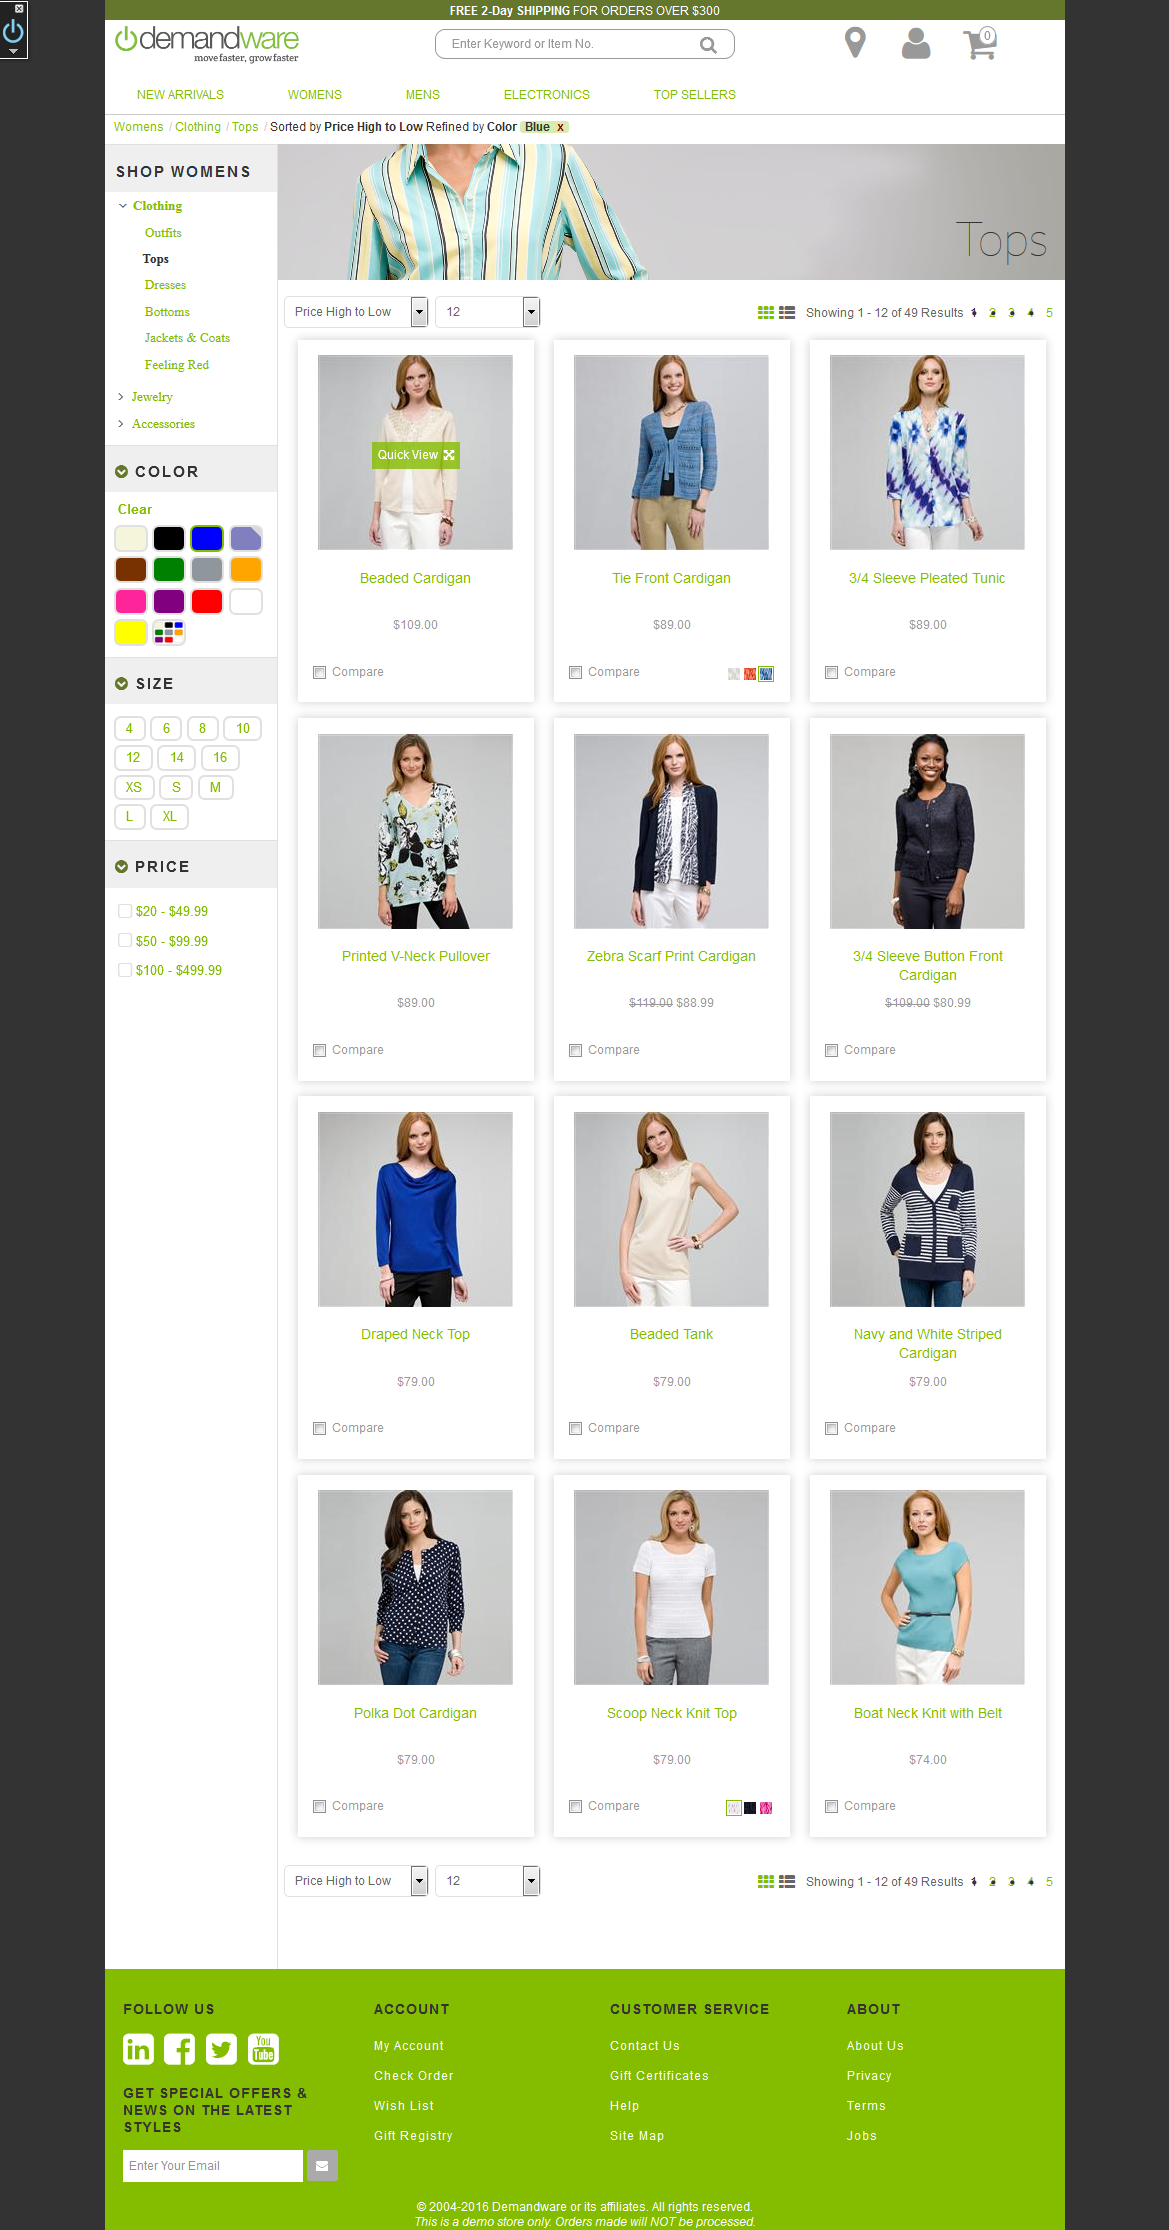 FREE 2-Day SHIPPING FOR ORDERS OVER $300
demandware
move faster, grow faster
Enter Keyword or Item No.
0
NEW ARRIVALS WOMENS MENS ELECTRONICS TOP SELLERS
Womens / Clothing / Tops / Sorted by Price High to Low Refined by Color Blue x
SHOP WOMENS
Clothing
Outfits
Tops
Dresses
Bottoms
Jackets & Coats
Feeling Red
Jewelry
Accessories
COLOR
Clear
SIZE
4 6 8 10
12 14 16
XS S M
L XL
PRICE
$20 - $49.99
$50 - $99.99
$100 - $499.99
Tops
Price High to Low 12 Showing 1 - 12 of 49 Results 1 2 3 4 5
Quick View
Beaded Cardigan
$109.00
Compare
Tie Front Cardigan
$89.00
Compare
3/4 Sleeve Pleated Tunic
$89.00
Compare
Printed V-Neck Pullover
$89.00
Compare
Zebra Scarf Print Cardigan
$119.00 $88.99
Compare
3/4 Sleeve Button Front
Cardigan
$109.00 $80.99
Compare
Draped Neck Top
$79.00
Compare
Beaded Tank
$79.00
Compare
Navy and White Striped
Cardigan
$79.00
Compare
Polka Dot Cardigan
$79.00
Compare
Scoop Neck Knit Top
$79.00
Compare
Boat Neck Knit with Belt
$74.00
Compare
Price High to Low 12 Showing 1 - 12 of 49 Results 1 2 3 4 5
FOLLOW US
in f You Tube
GET SPECIAL OFFERS &
NEWS ON THE LATEST
STYLES
Enter Your Email
ACCOUNT
My Account
Check Order
Wish List
Gift Registry
CUSTOMER SERVICE
Contact Us
Gift Certificates
Help
Site Map
ABOUT
About Us
Privacy
Terms
Jobs
© 2004-2016 Demandware or its affiliates. All rights reserved.
This is a demo store only. Orders made will NOT be processed.